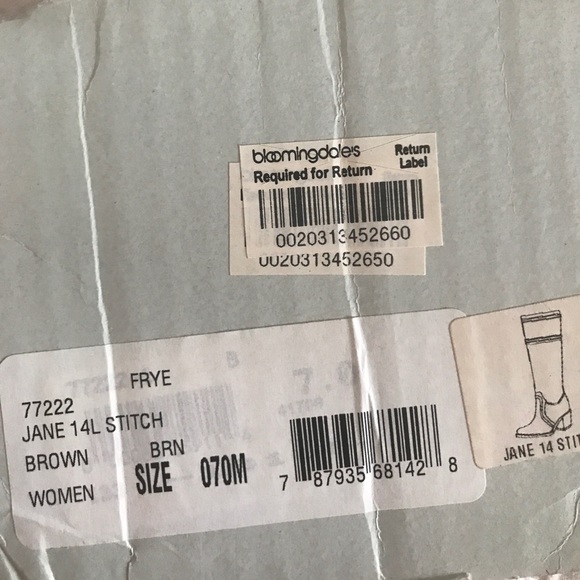 bloomingdale's Return
Required for Return Label
0020313452660
0020313452650
FRYE
77222
JANE 14L STITCH
BROWN BRN
WOMEN SIZE 070M
7 87935 68142 8
JANE 14 STI